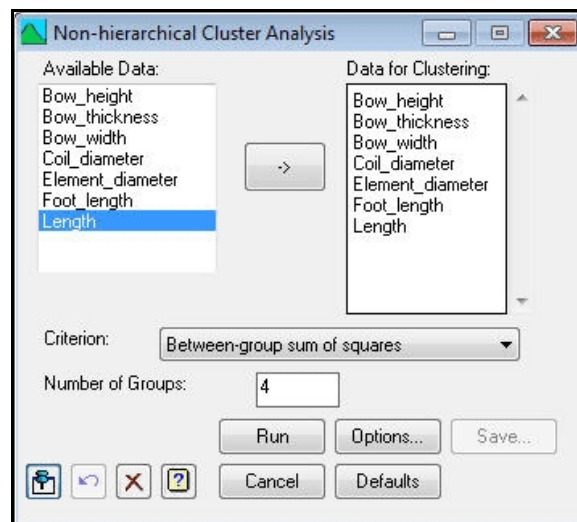 Non-hierarchical Cluster Analysis
Available Data:
Bow_height
Bow_thickness
Bow_width
Coil_diameter
Element_diameter
Foot_length
Length
->
Data for Clustering:
Bow_height
Bow_thickness
Bow_width
Coil_diameter
Element_diameter
Foot_length
Length
Criterion:
Between-group sum of squares
Number of Groups:
4
Run
Options...
Save...
Cancel
Defaults